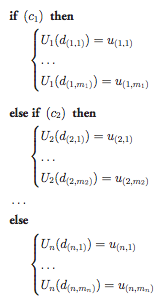 if (c₁) then
U₁(d₍₁,₁₎) = u₍₁,₁₎
...
U₁(d₍₁,ₘ₁₎) = u₍₁,ₘ₁₎
else if (c₂) then
U₂(d₍₂,₁₎) = u₍₂,₁₎
...
U₂(d₍₂,ₘ₂₎) = u₍₂,ₘ₂₎
...
else
Uₙ(d₍ₙ,₁₎) = u₍ₙ,₁₎
...
Uₙ(d₍ₙ,ₘₙ₎) = u₍ₙ,ₘₙ₎